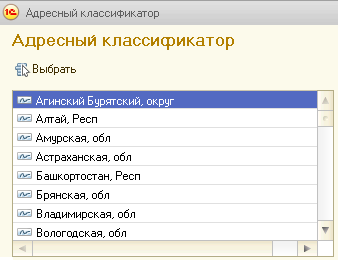 1С Адресный классификатор
Адресный классификатор
Выбрать
Агинский Бурятский, округ
Алтай, Респ
Амурская, обл
Астраханская, обл
Башкортостан, Респ
Брянская, обл
Владимирская, обл
Вологодская, обл